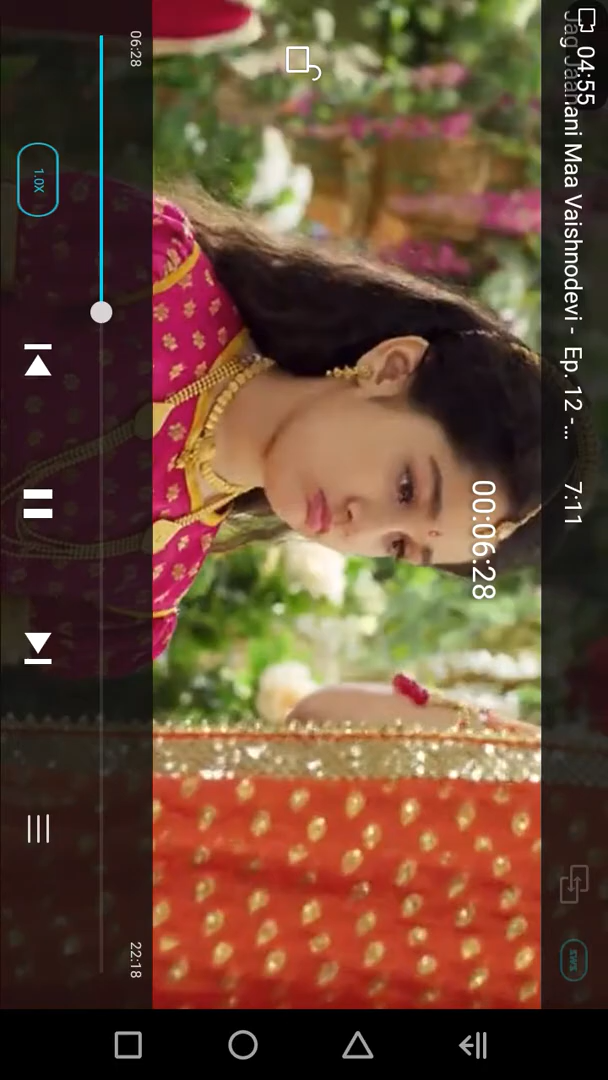 04:55
Jag Jaanani Maa Vaishnodevi - Ep. 12 -...
7:11
00:06:28
06:28
22:18
1.0X